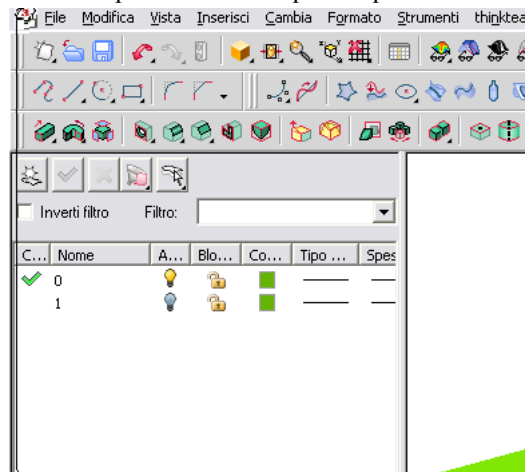 File Modifica Vista Inserisci Cambia Formato Strumenti thinktea
Inverti filtro Filtro:
C... Nome A... Blo... Co... Tipo ... Spes
0
1